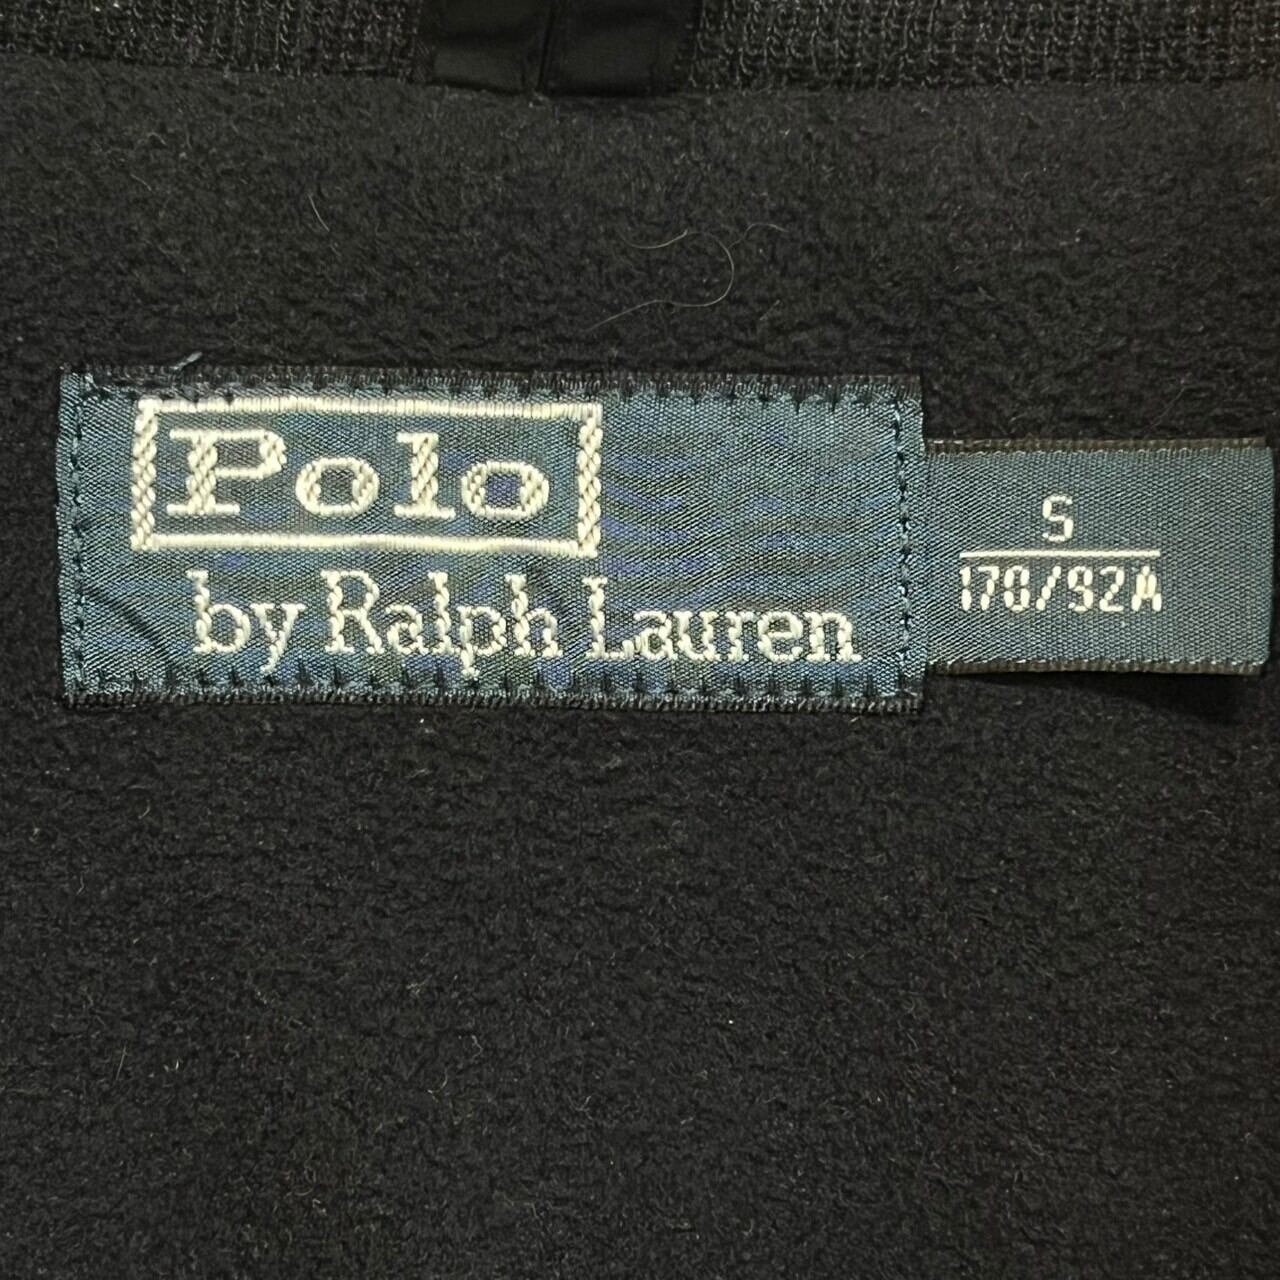 Polo
by Ralph Lauren
S
170/92A